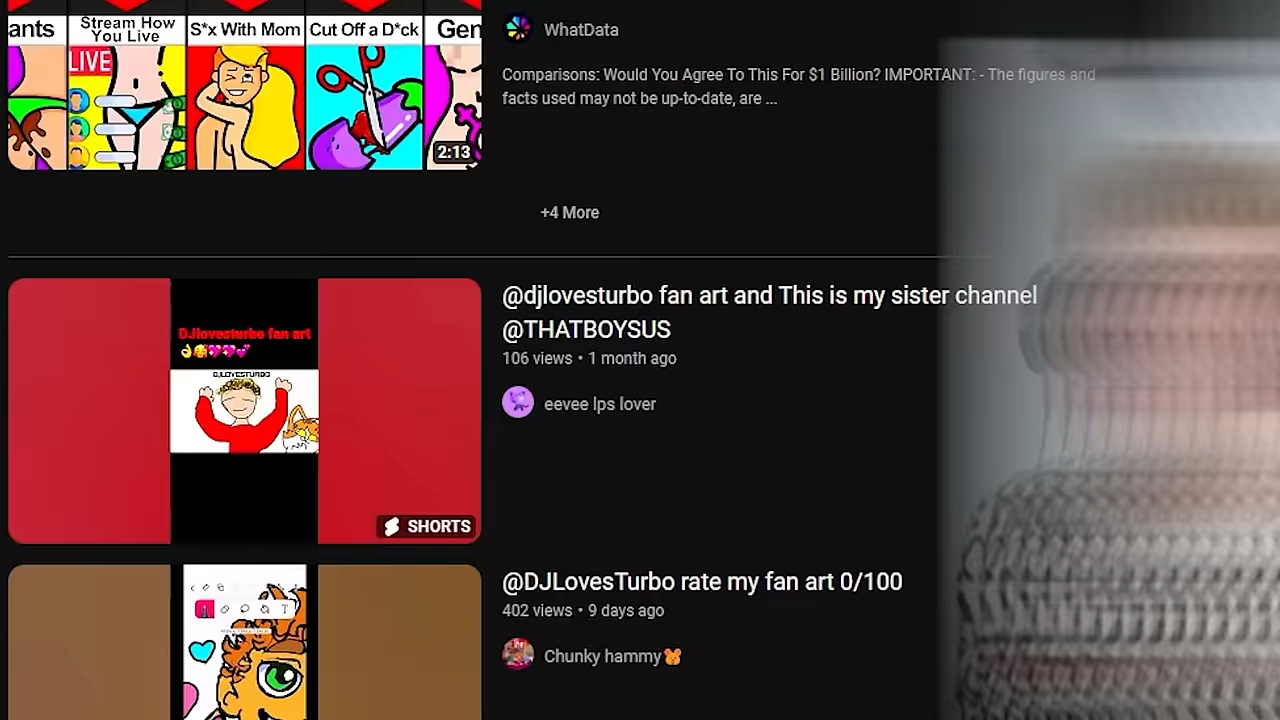 ants
Stream How
You Live
S*x With Mom
Cut Off a D*ck
Gen
LIVE
2:13
WhatData
Comparisons: Would You Agree To This For $1 Billion? IMPORTANT: - The figures and
facts used may not be up-to-date, are ...
+4 More
DJlovesturbo fan art
👌🥰💖💖💕
DJLOVESTURBO
SHORTS
@djlovesturbo fan art and This is my sister channel
@THATBOYSUS
106 views • 1 month ago
eevee lps lover
T
@DJLovesTurbo rate my fan art 0/100
402 views • 9 days ago
Chunky hammy🐹